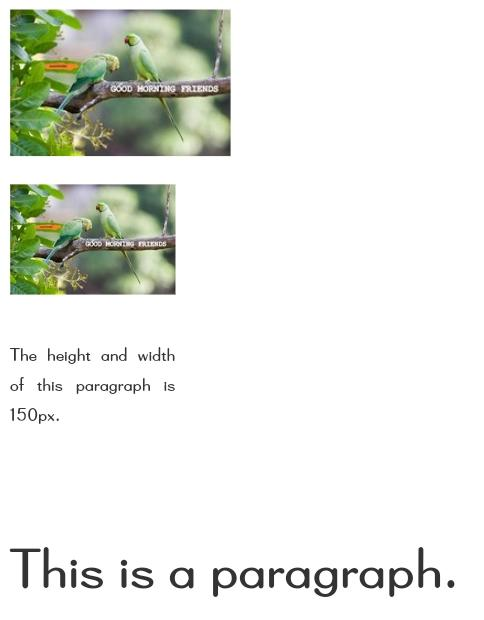 GOOD MORNING FRIENDS
GOOD MORNING FRIENDS
The height and width
of this paragraph is
150px.
This is a paragraph.